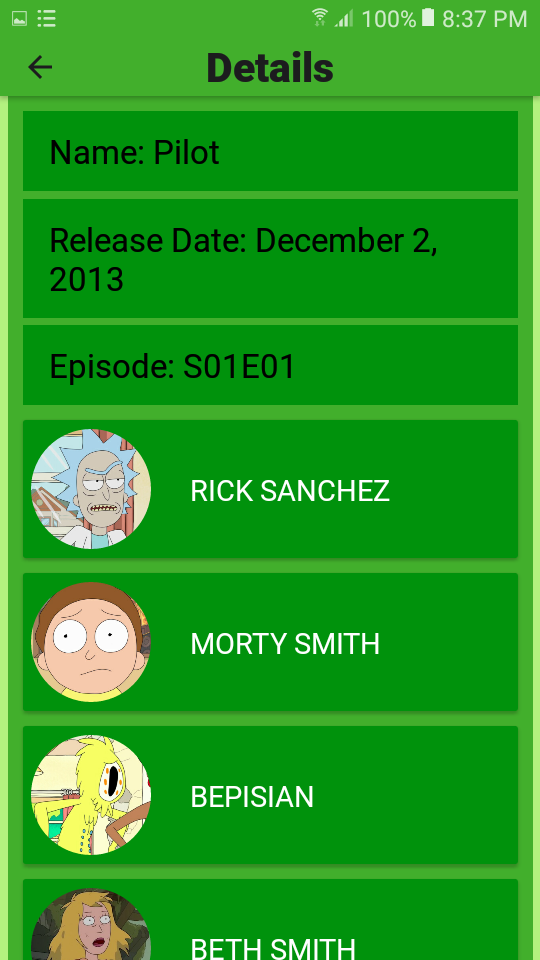 100% 8:37 PM
Details
Name: Pilot
Release Date: December 2,
2013
Episode: S01E01
RICK SANCHEZ
MORTY SMITH
BEPISIAN
BETH SMITH